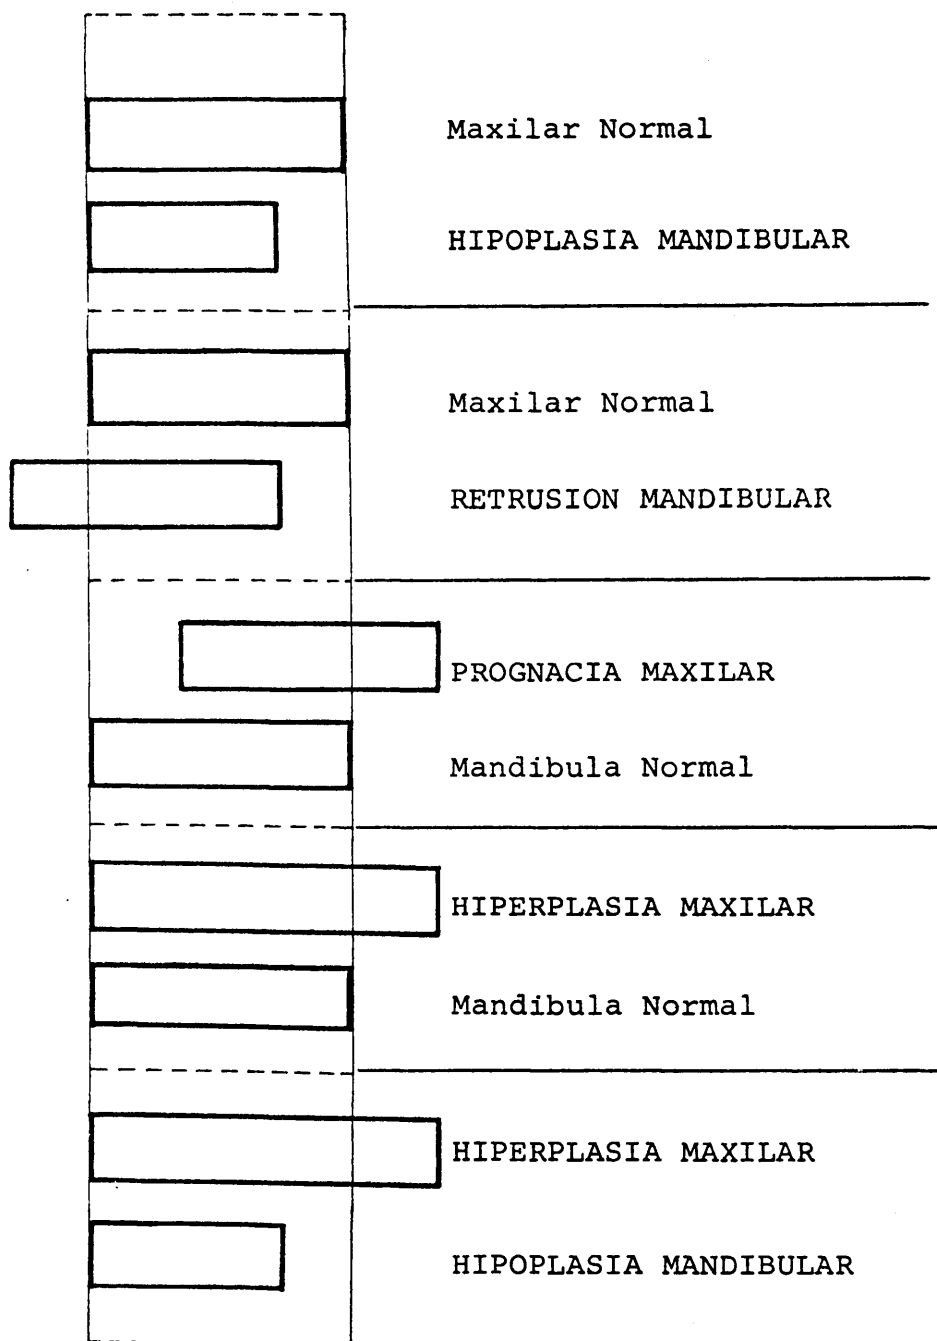 Maxilar Normal
HIPOPLASIA MANDIBULAR
Maxilar Normal
RETRUSION MANDIBULAR
PROGNACIA MAXILAR
Mandibula Normal
HIPERPLASIA MAXILAR
Mandibula Normal
HIPERPLASIA MAXILAR
HIPOPLASIA MANDIBULAR